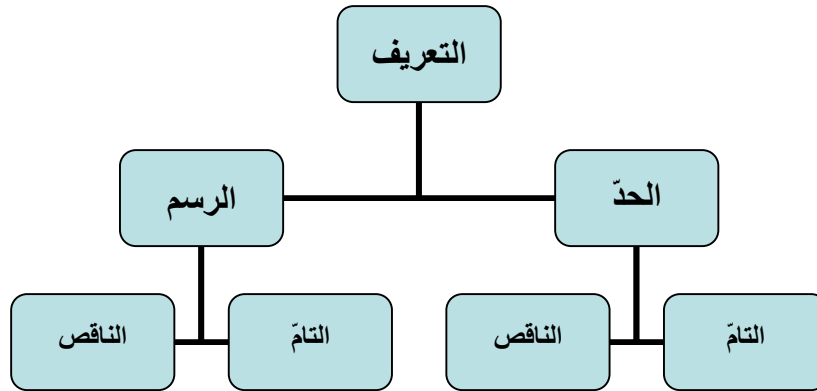 التعريف
الحدّ
الرسم
التامّ
الناقص
التامّ
الناقص